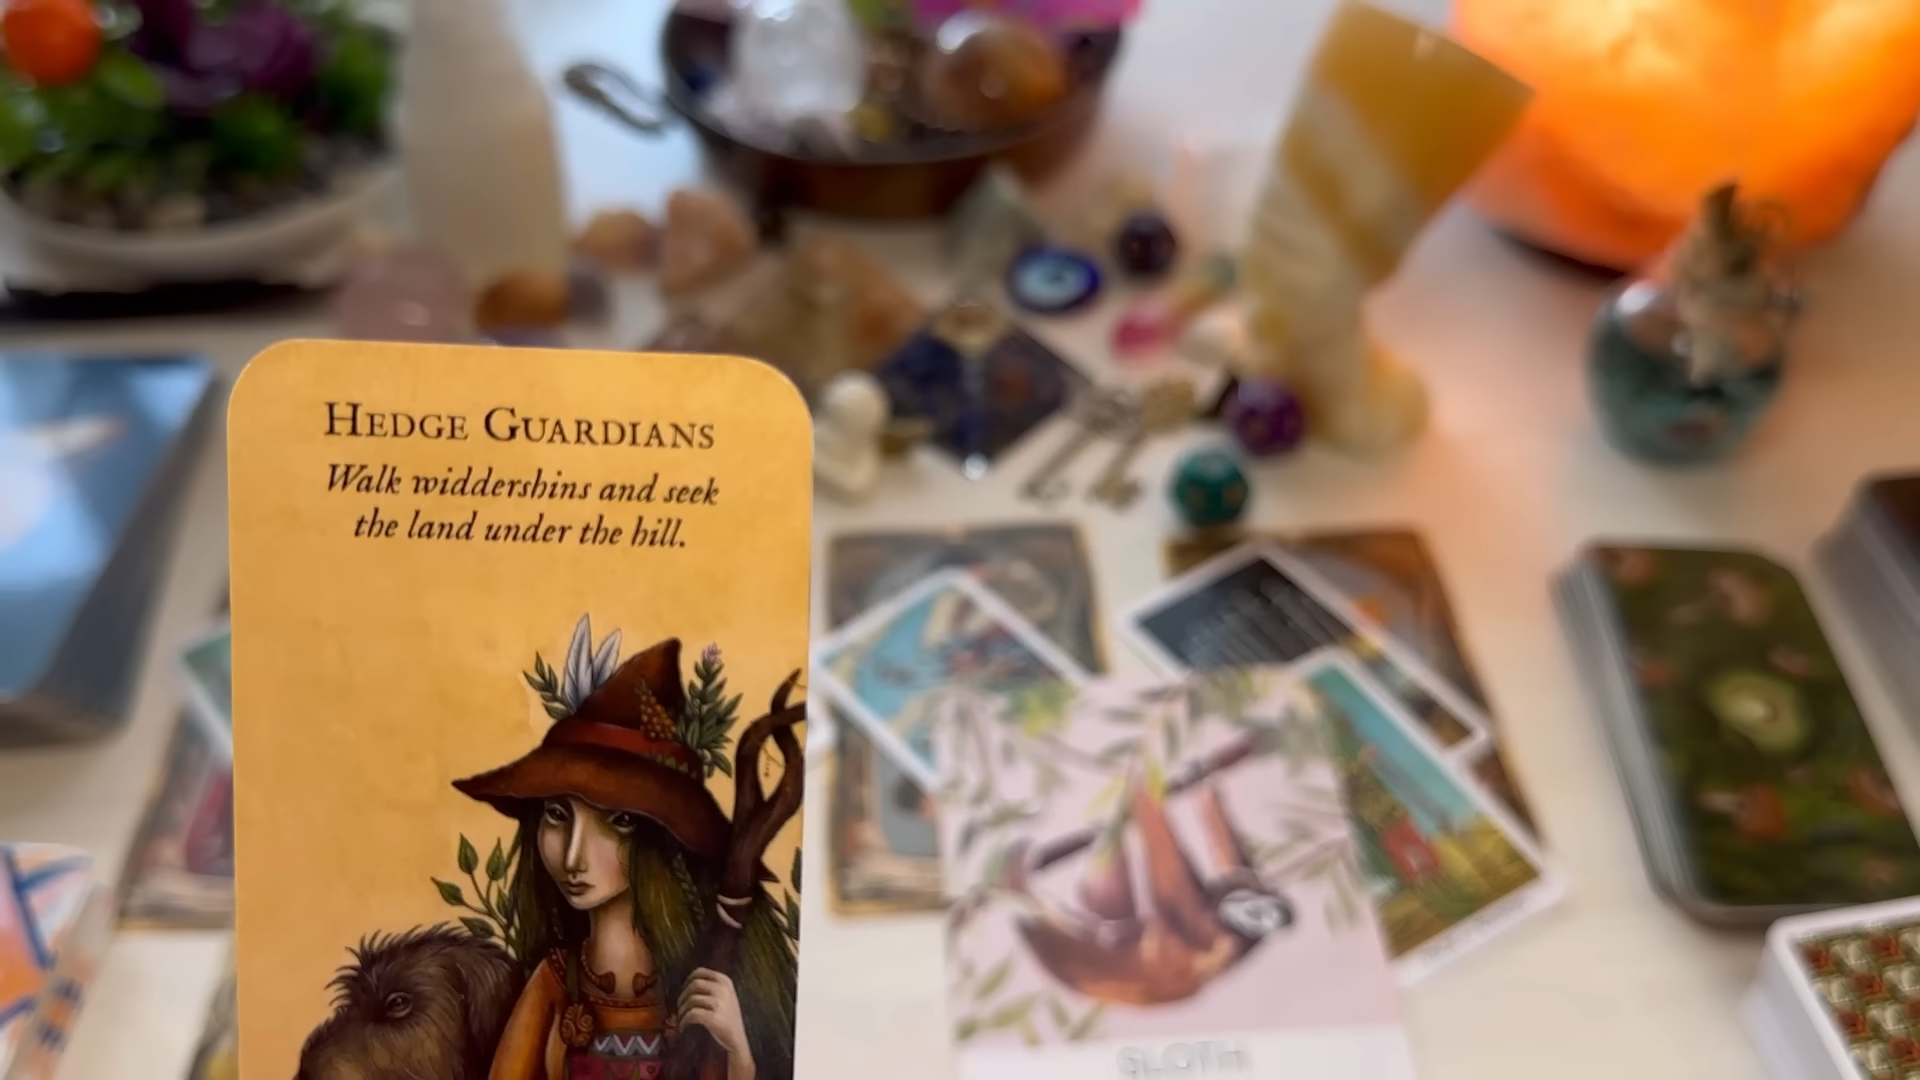 HEDGE GUARDIANS
Walk widdershins and seek
the land under the hill.
SLOTH